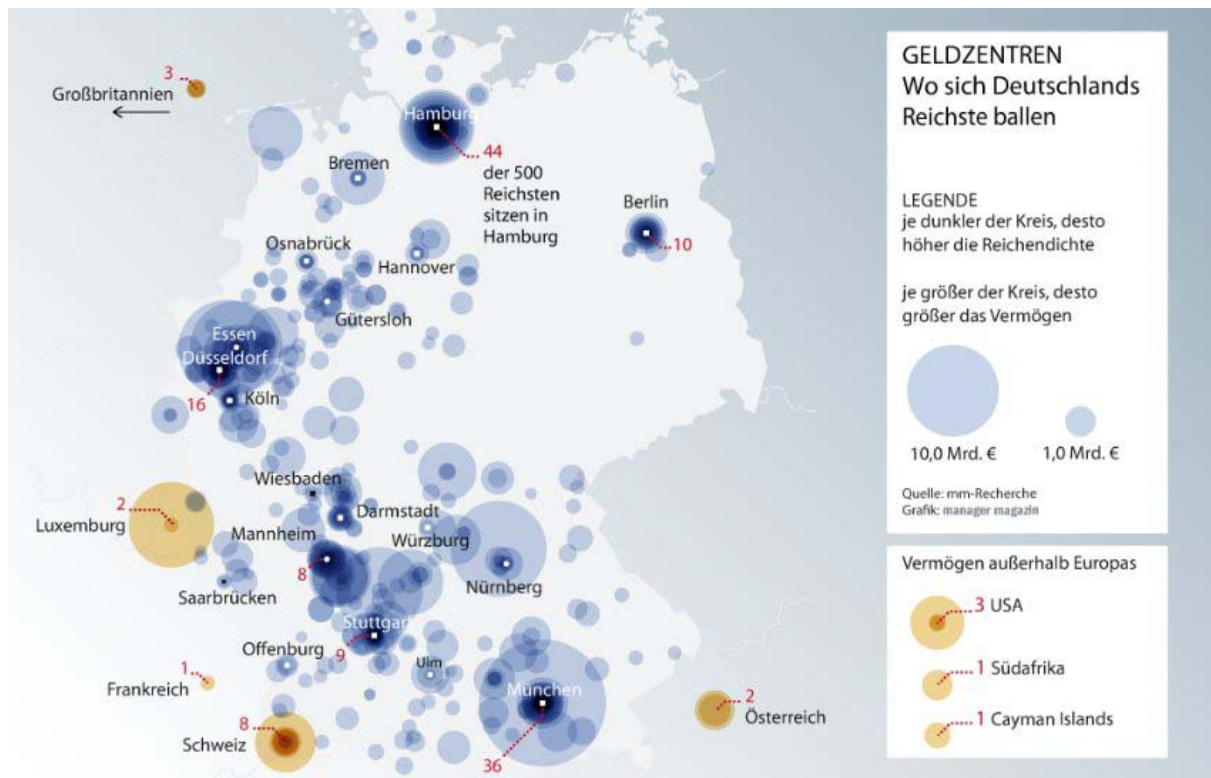 GELDZENTREN
Wo sich Deutschlands
Reichste ballen
LEGENDE
je dunkler der Kreis, desto
höher die Reichendichte
je größer der Kreis, desto
größer das Vermögen
10,0 Mrd. €
1,0 Mrd. €
Quelle: mm-Recherche
Grafik: manager magazin
Vermögen außerhalb Europas
3 USA
1 Südafrika
1 Cayman Islands
3
Großbritannien
Hamburg
44
der 500
Reichsten
sitzen in
Hamburg
Bremen
Berlin
10
Osnabrück
Hannover
Gütersloh
Essen
Düsseldorf
16
Köln
Wiesbaden
2
Luxemburg
Darmstadt
Mannheim
Würzburg
8
Nürnberg
Saarbrücken
Stuttgart
9
Offenburg
Ulm
1
Frankreich
München
36
8
Schweiz
2
Österreich